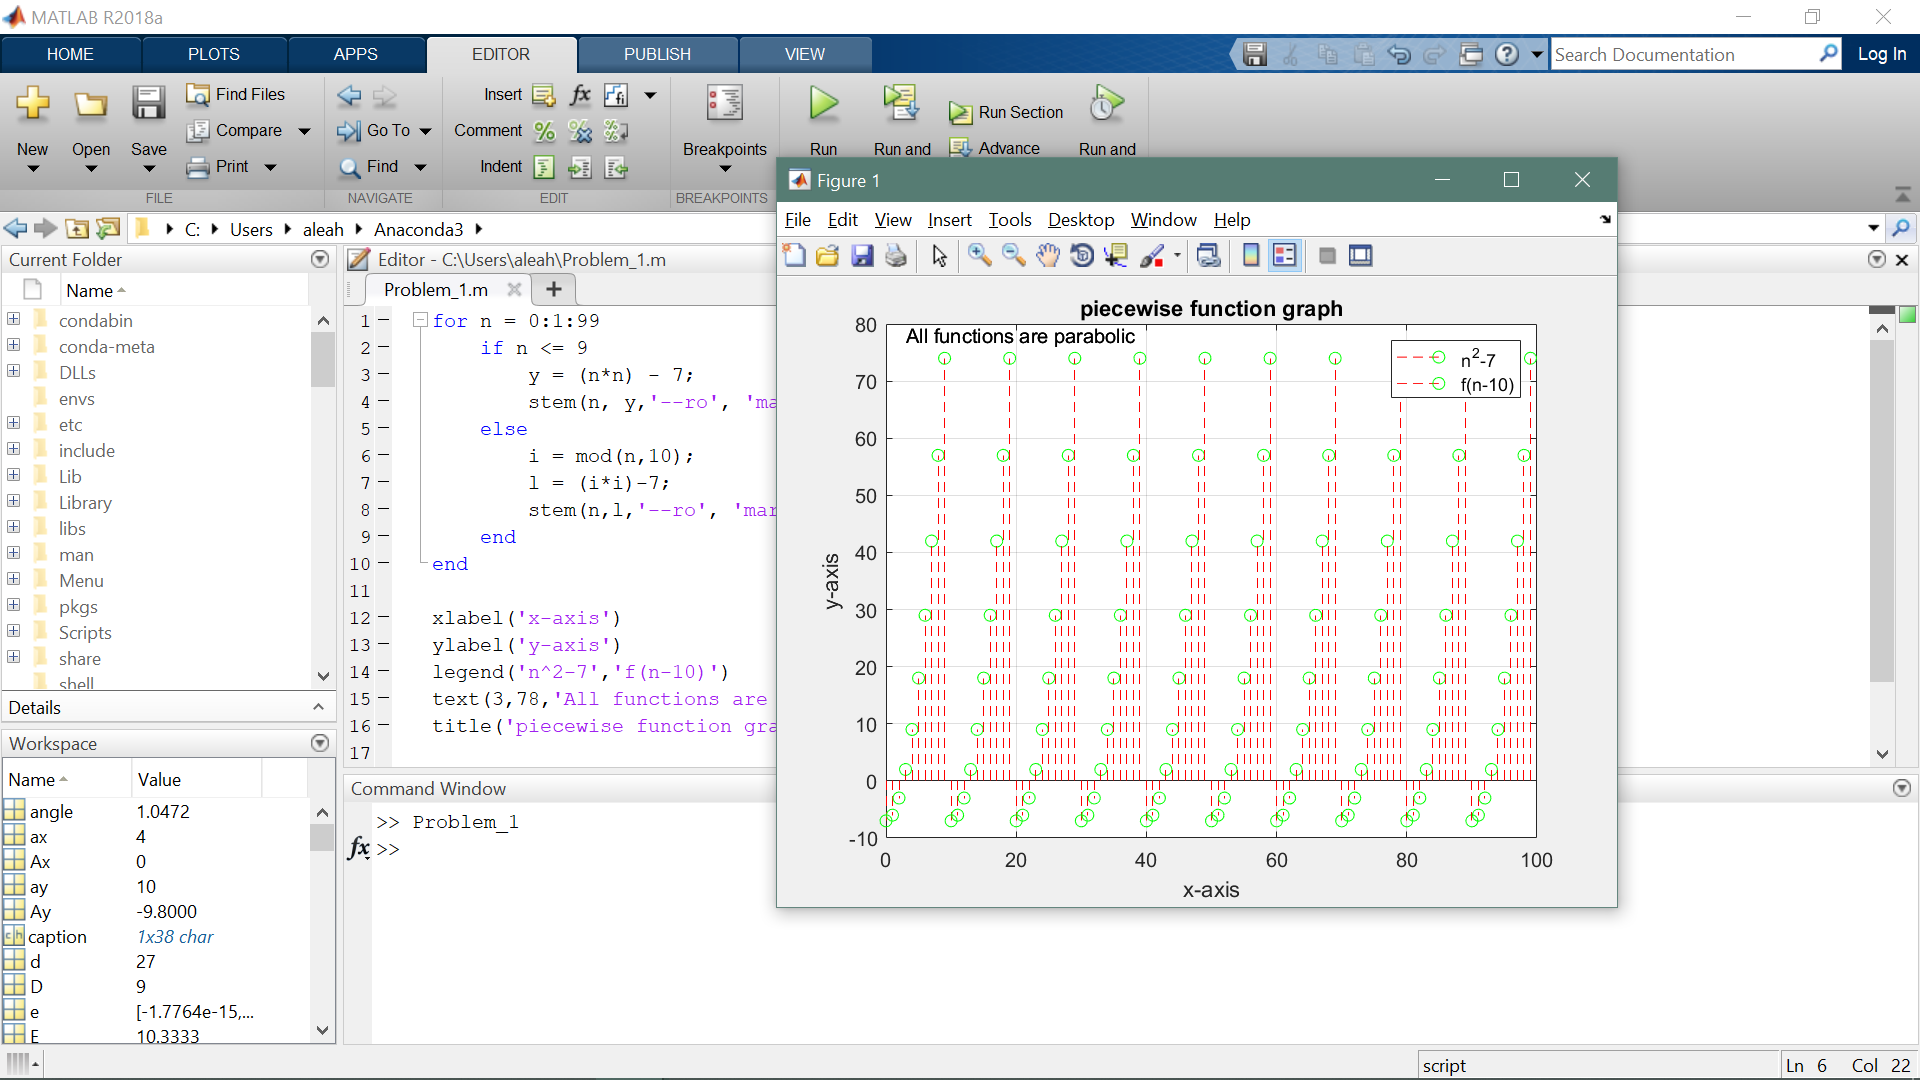 MATLAB R2018a
HOME PLOTS APPS EDITOR PUBLISH VIEW
Search Documentation
Log In
New
Open
Save
Find Files
Compare
Print
FILE
Go To
Find
NAVIGATE
Insert
Comment
Indent
EDIT
Breakpoints
BREAKPOINTS
Run
Run and
Run Section
Advance
Run and
C: Users aleah Anaconda3
Current Folder
Name
condabin
conda-meta
DLLs
envs
etc
include
Lib
Library
libs
man
Menu
pkgs
Scripts
share
shell
Details
Workspace
Name Value
angle 1.0472
ax 4
Ax 0
ay 10
Ay -9.8000
caption 1x38 char
d 27
D 9
e [-1.7764e-15,...
E 10.3333
Editor - C:\Users\aleah\Problem_1.m
Problem_1.m
1 for n = 0:1:99
2 if n <= 9
3 y = (n*n) - 7;
4 stem(n, y,'--ro', 'ma
5 else
6 i = mod(n,10);
7 l = (i*i)-7;
8 stem(n,l,'--ro', 'mar
9 end
10 end
11
12 xlabel('x-axis')
13 ylabel('y-axis')
14 legend('n^2-7','f(n-10)')
15 text(3,78,'All functions are
16 title('piecewise function gra
17
Command Window
>> Problem_1
fx >>
Figure 1
File Edit View Insert Tools Desktop Window Help
piecewise function graph
All functions are parabolic
n²-7
f(n-10)
80
70
60
50
40
30
20
10
0
-10
y-axis
0 20 40 60 80 100
x-axis
script
Ln 6 Col 22